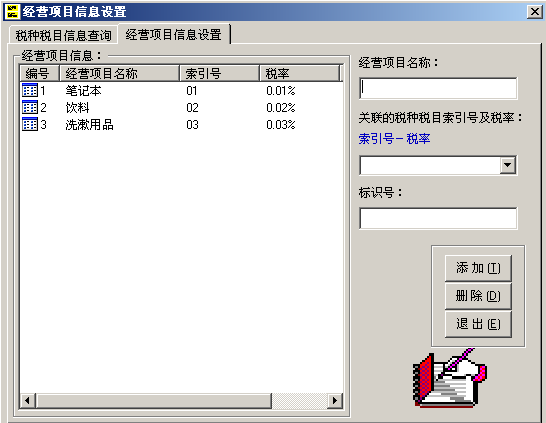 经营项目信息设置
税种税目信息查询 经营项目信息设置
经营项目信息：
编号 经营项目名称 索引号 税率
1 笔记本 01 0.01%
2 饮料 02 0.02%
3 洗漱用品 03 0.03%
经营项目名称：
关联的税种税目索引号及税率：
索引号－税率
标识号：
添加(T)
删除(D)
退出(E)